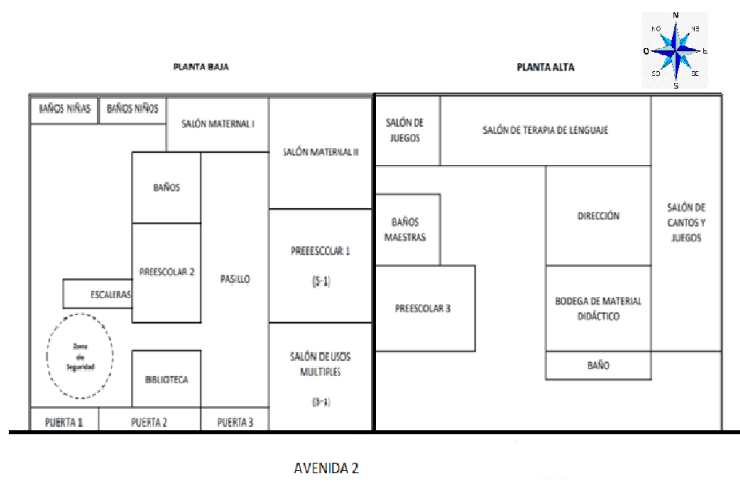 N
NO NE
O E
SO SE
S
PLANTA BAJA
PLANTA ALTA
BAÑOS NIÑAS
BAÑOS NIÑOS
SALÓN MATERNAL I
SALÓN MATERNAL II
BAÑOS
PREESCOLAR 2
PASILLO
PREEESCOLAR 1
(S-1)
ESCALERAS
Zona
de
Seguridad
BIBLIOTECA
SALÓN DE USOS
MULTIPLES
(S-1)
PUERTA 1
PUERTA 2
PUERTA 3
SALÓN DE
JUEGOS
SALÓN DE TERAPIA DE LENGUAJE
BAÑOS
MAESTRAS
DIRECCIÓN
SALÓN DE
CANTOS Y
JUEGOS
PREESCOLAR 3
BODEGA DE MATERIAL
DIDÁCTICO
BAÑO
AVENIDA 2